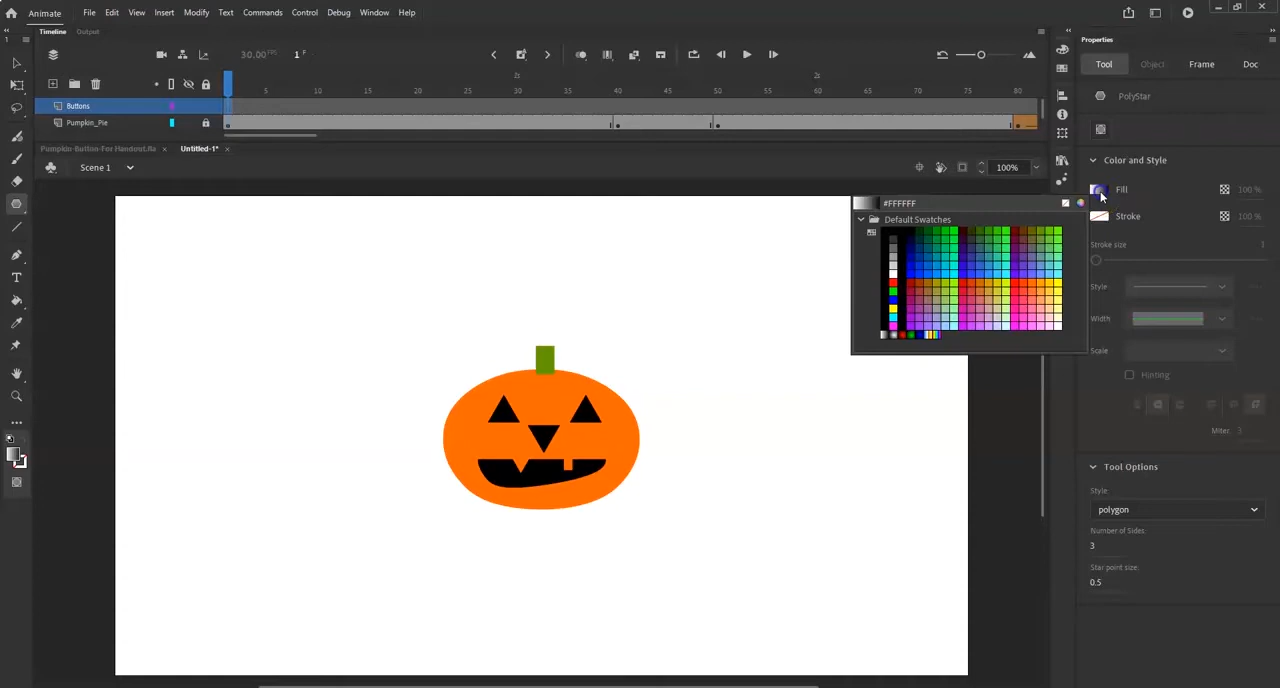 Animate File Edit View Insert Modify Text Commands Control Debug Window Help
Timeline Output
30.00 FPS 1 F
1s 2s
5 10 15 20 25 30 35 40 45 50 55 60 65 70 75 80
Buttons
Pumpkin_Pie
Pumpkin-Button-For Handout.fla × Untitled-1* ×
Scene 1 100%
#FFFFFF
Default Swatches
Properties
Tool Object Frame Doc
PolyStar
Color and Style
Fill 100 %
Stroke 100 %
Stroke size 1
Style
Width
Scale
Hinting
Miter: 3
Tool Options
Style:
polygon
Number of Sides:
3
Star point size:
0.5